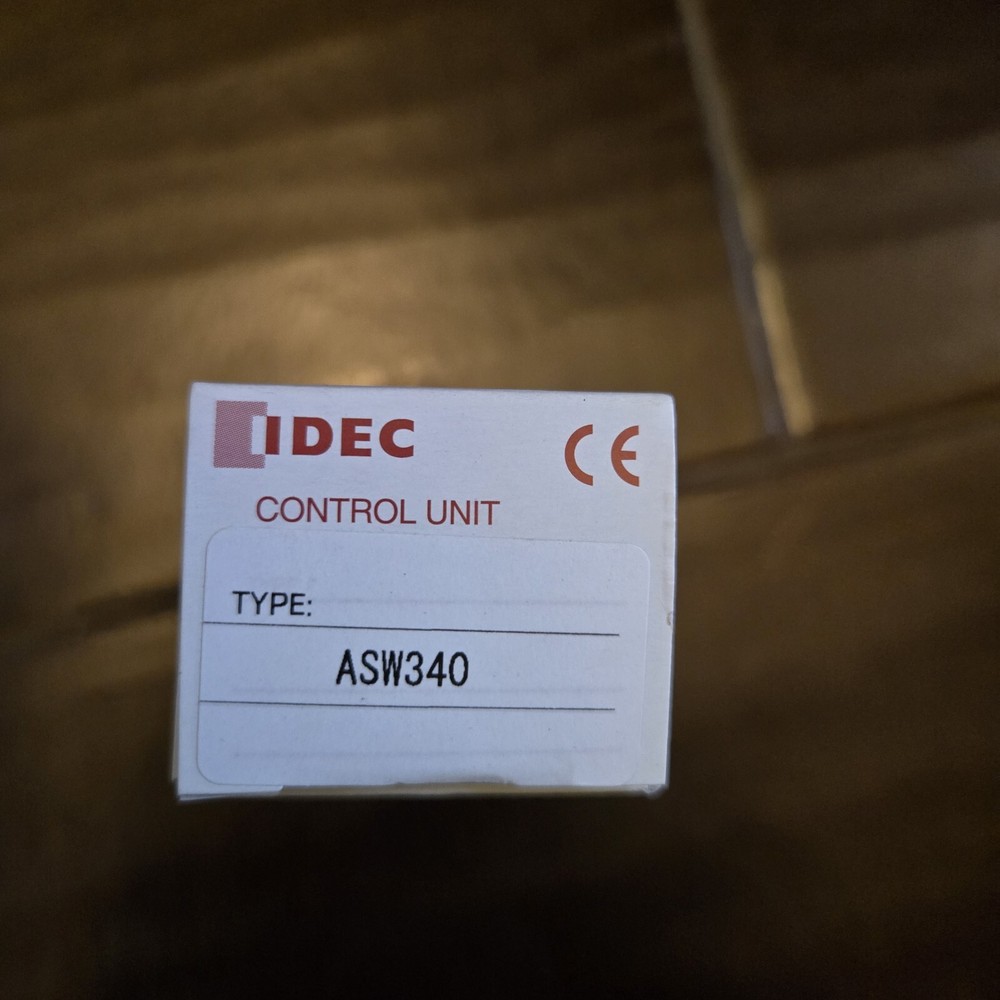 IDEC
CE
CONTROL UNIT
TYPE:
ASW340